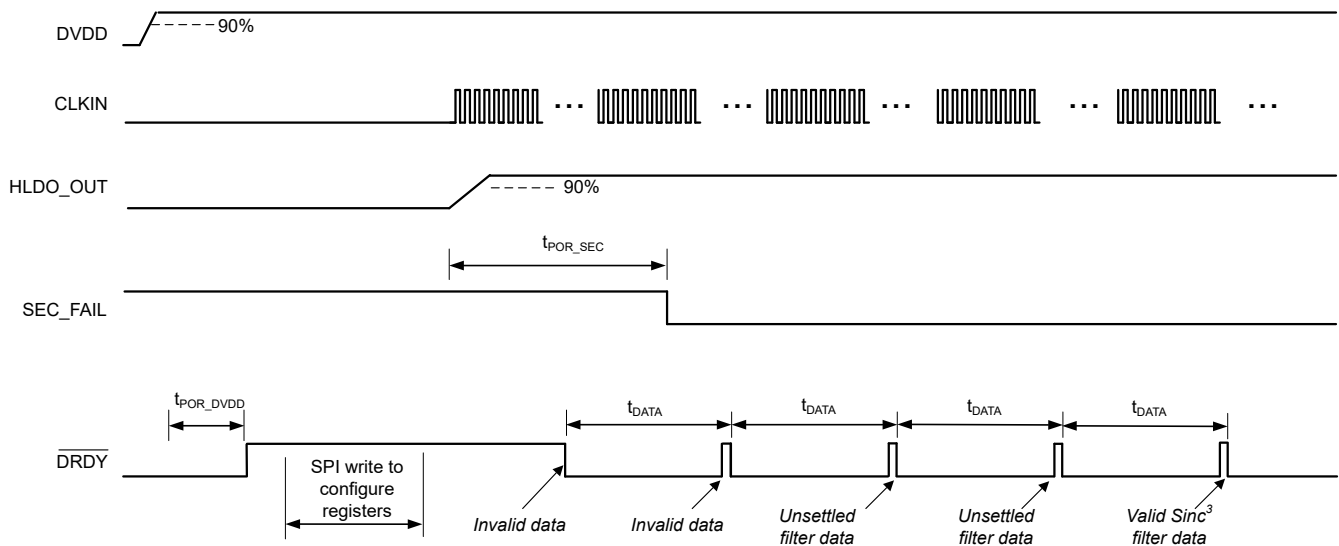 DVDD
90%
CLKIN
... ... ... ... ...
HLDO_OUT
90%
tPOR_SEC
SEC_FAIL
tPOR_DVDD
tDATA tDATA tDATA tDATA
DRDY
SPI write to
configure
registers
Invalid data
Invalid data
Unsettled
filter data
Unsettled
filter data
Valid Sinc³
filter data